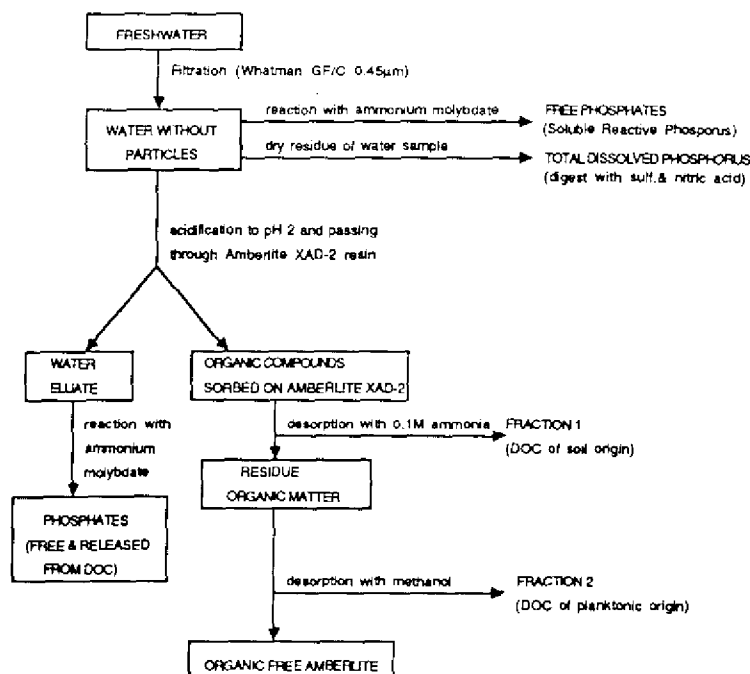 FRESHWATER
Filtration (Whatman GF/C 0.45µm)
WATER WITHOUT
PARTICLES
reaction with ammonium molybdate
FREE PHOSPHATES
(Soluble Reactive Phosporus)
dry residue of water sample
TOTAL DISSOLVED PHOSPHORUS
(digest with sulf.& nitric acid)
acidification to pH 2 and passing
through Amberlite XAD-2 resin
WATER
ELUATE
ORGANIC COMPOUNDS
SORBED ON AMBERLITE XAD-2
reaction with
ammonium
molybdate
desorption with 0.1M ammonia
FRACTION 1
(DOC of soil origin)
RESIDUE
ORGANIC MATTER
PHOSPHATES
(FREE & RELEASED
FROM DOC)
desorption with methanol
FRACTION 2
(DOC of planktonic origin)
ORGANIC FREE AMBERLITE